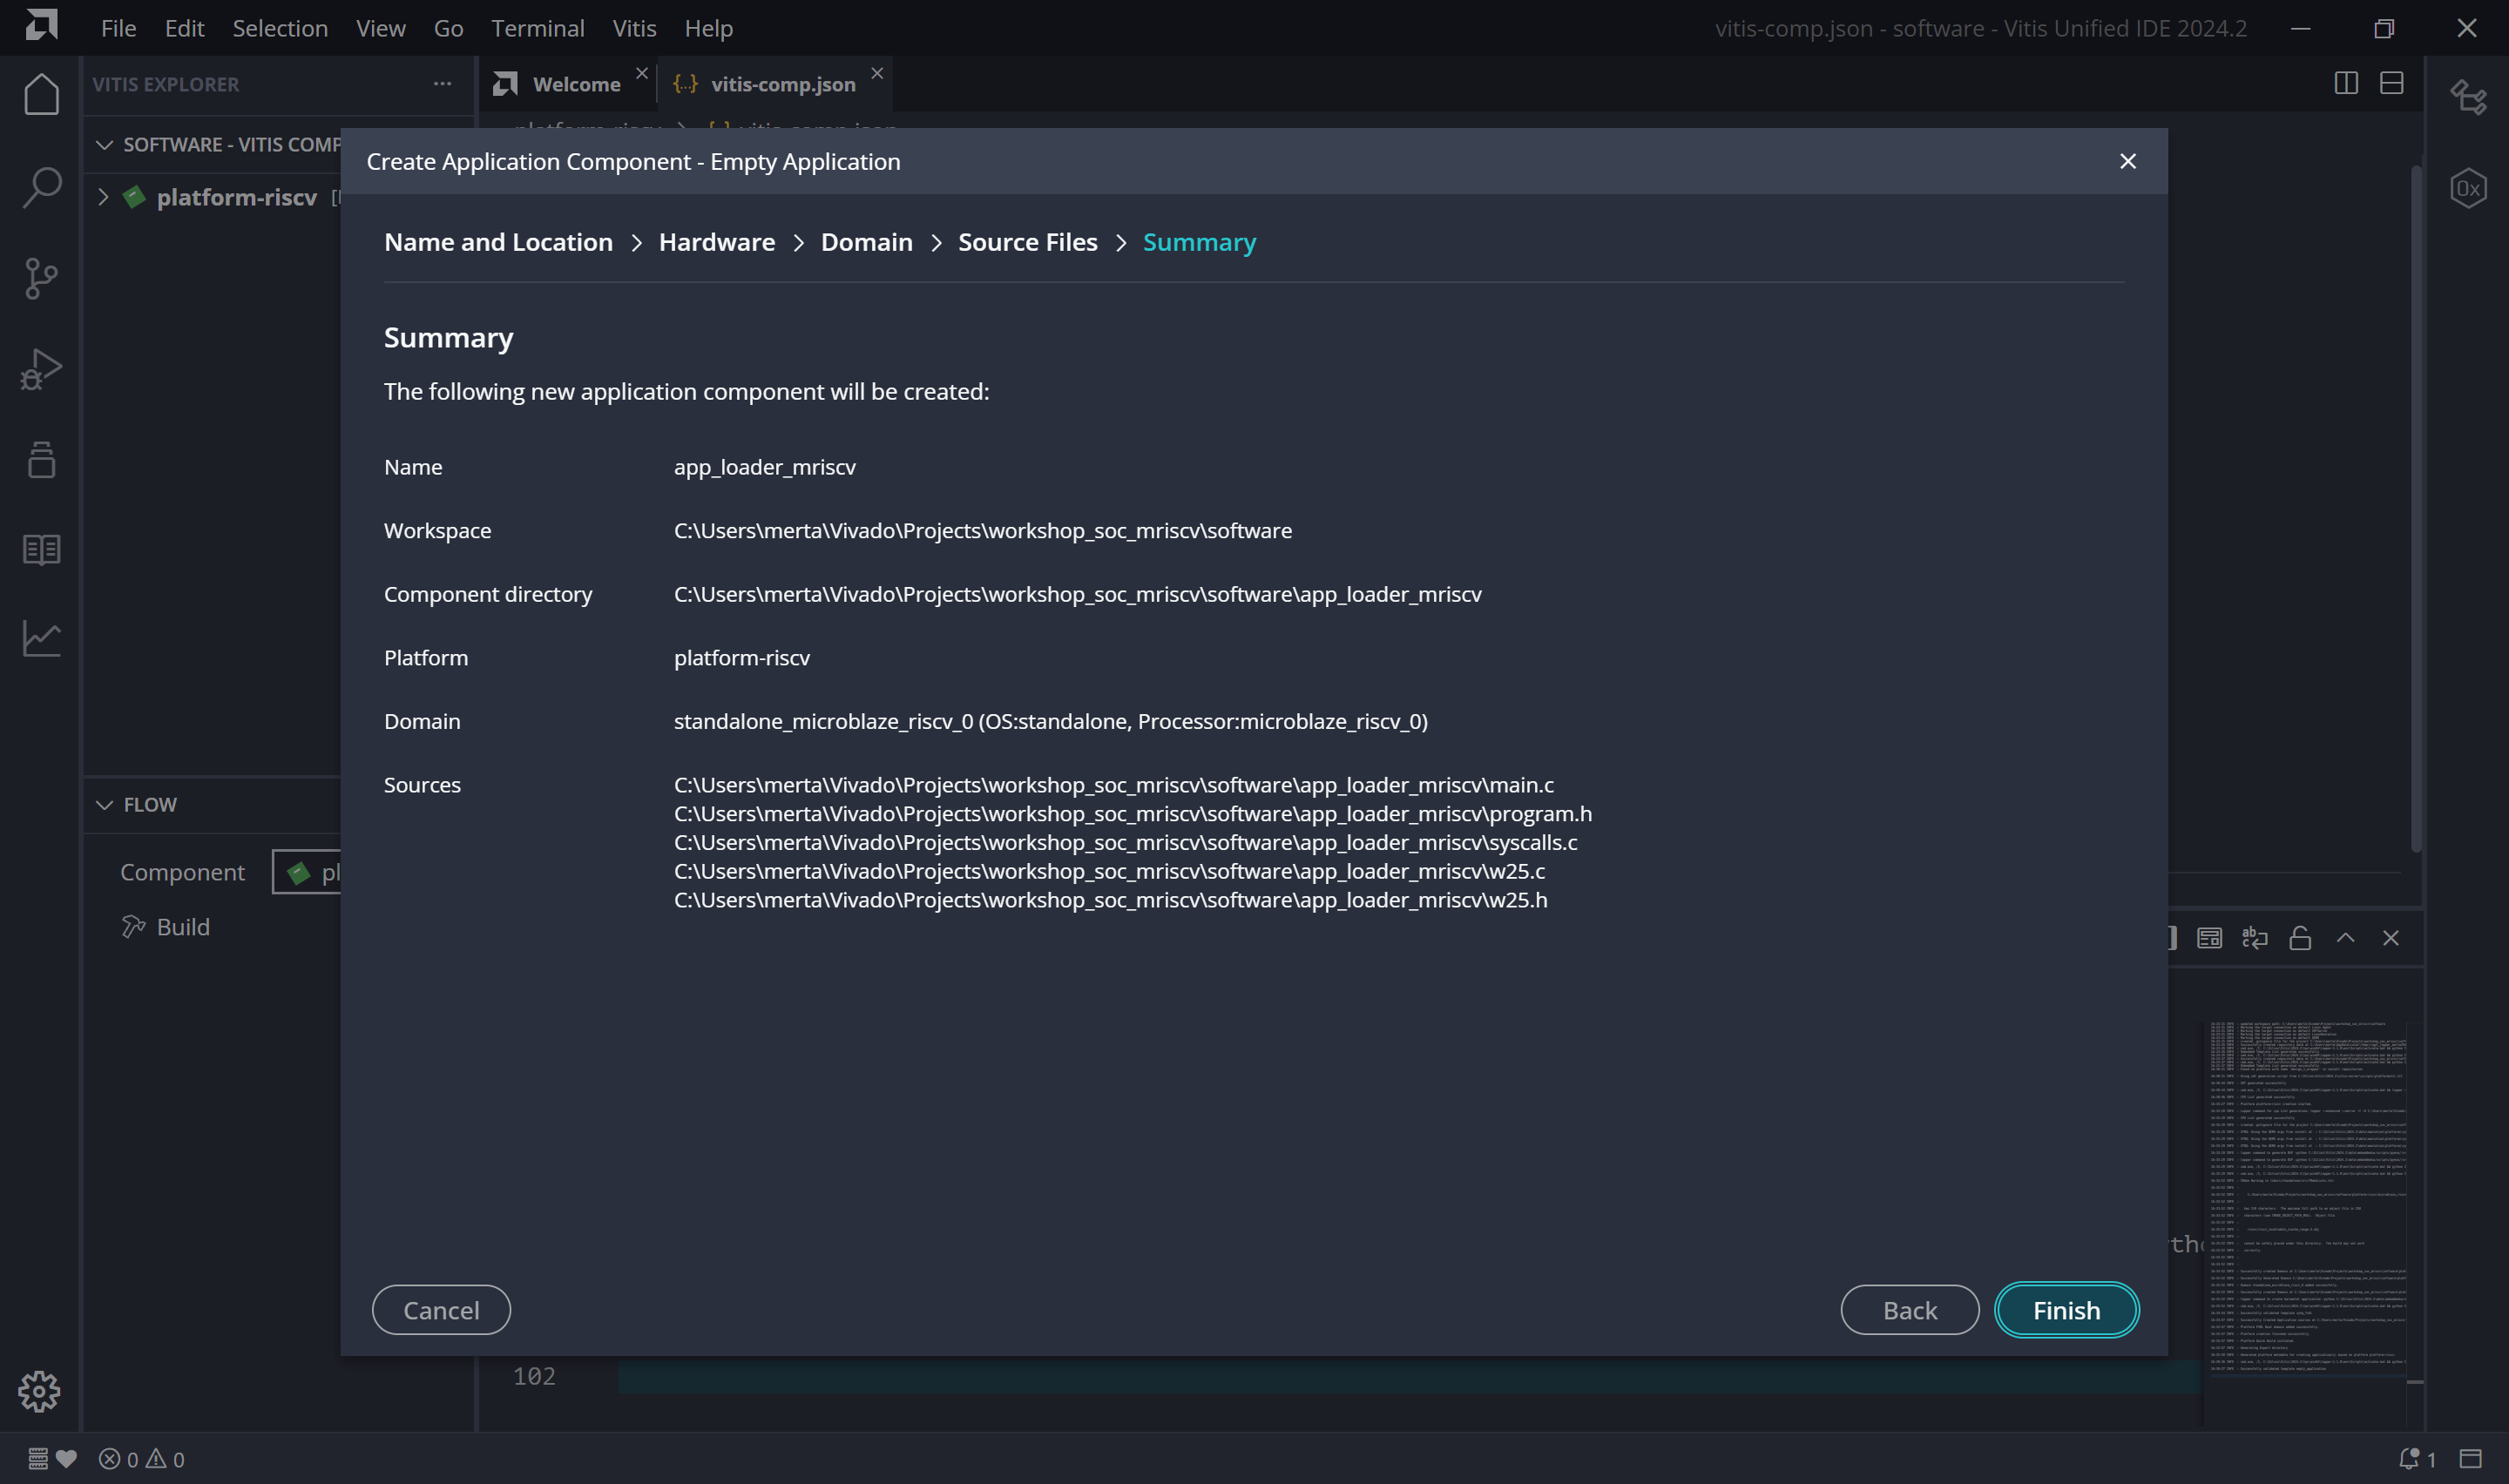 File Edit Selection View Go Terminal Vitis Help
vitis-comp.json - software - Vitis Unified IDE 2024.2
VITIS EXPLORER
Welcome
vitis-comp.json
SOFTWARE - VITIS COMP
platform-riscv
Create Application Component - Empty Application
Name and Location > Hardware > Domain > Source Files > Summary
Summary
The following new application component will be created:
Name app_loader_mriscv
Workspace C:\Users\merta\Vivado\Projects\workshop_soc_mriscv\software
Component directory C:\Users\merta\Vivado\Projects\workshop_soc_mriscv\software\app_loader_mriscv
Platform platform-riscv
Domain standalone_microblaze_riscv_0 (OS:standalone, Processor:microblaze_riscv_0)
Sources C:\Users\merta\Vivado\Projects\workshop_soc_mriscv\software\app_loader_mriscv\main.c
C:\Users\merta\Vivado\Projects\workshop_soc_mriscv\software\app_loader_mriscv\program.h
C:\Users\merta\Vivado\Projects\workshop_soc_mriscv\software\app_loader_mriscv\syscalls.c
C:\Users\merta\Vivado\Projects\workshop_soc_mriscv\software\app_loader_mriscv\w25.c
C:\Users\merta\Vivado\Projects\workshop_soc_mriscv\software\app_loader_mriscv\w25.h
FLOW
Component pl
Build
Cancel Back Finish
102
0 0
1